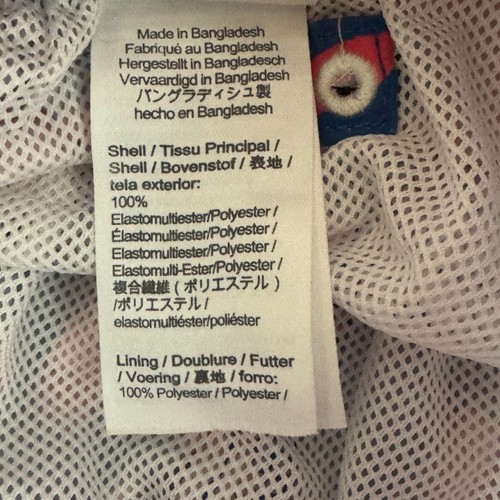 Made in Bangladesh
Fabriqué au Bangladesh
Hergestellt in Bangladesch
Vervaardigd in Bangladesh
バングラディシュ製
hecho en Bangladesh
Shell / Tissu Principal /
Shell / Bovenstof / 表地 /
tela exterior:
100%
Elastomultiester/Polyester /
Élastomultiester/Polyester /
Elastomultiester/Polyester /
Elastomulti-Ester/Polyester /
複合繊維 ( ポリエステル )
/ポリエステル /
elastomultiéster/poliéster
Lining / Doublure / Futter
/ Voering / 裏地 / forro:
100% Polyester / Polyester /